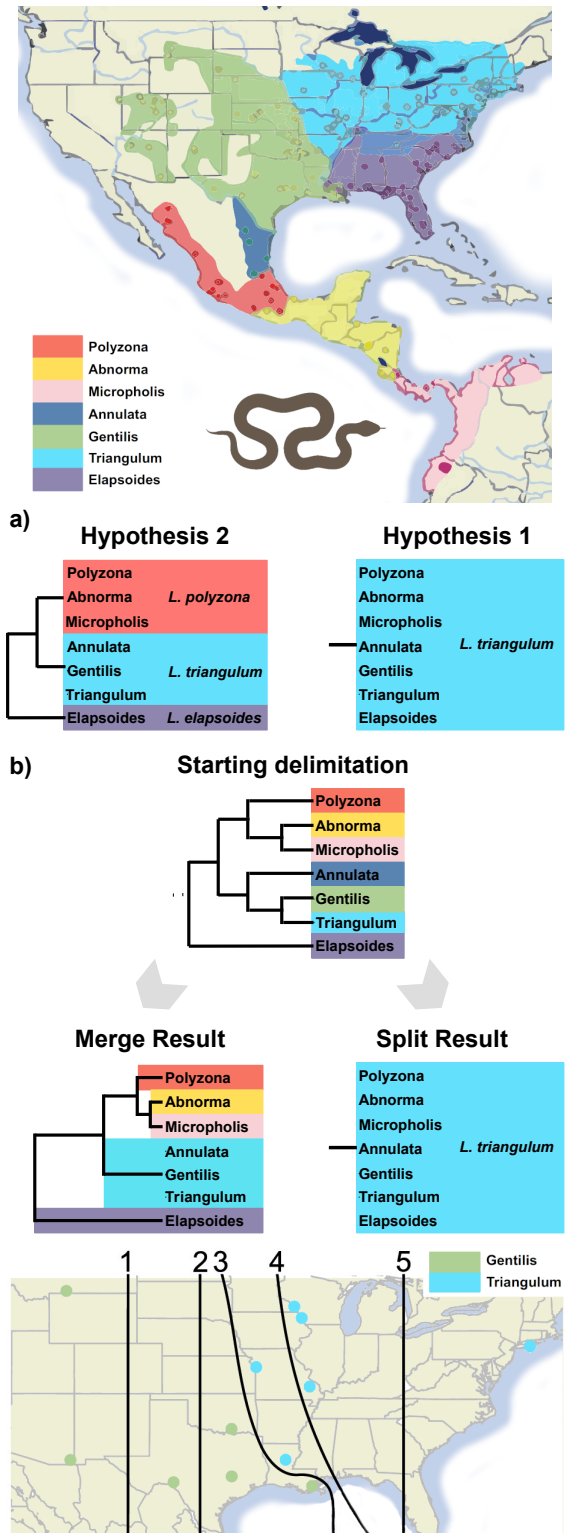 Polyzona
Abnorma
Micropholis
Annulata
Gentilis
Triangulum
Elapsoides
a)
Hypothesis 2
Hypothesis 1
Polyzona
Abnorma L. polyzona
Micropholis
Annulata
Gentilis L. triangulum
Triangulum
Elapsoides L. elapsoides
Polyzona
Abnorma
Micropholis
Annulata L. triangulum
Gentilis
Triangulum
Elapsoides
b)
Starting delimitation
Polyzona
Abnorma
Micropholis
Annulata
Gentilis
Triangulum
Elapsoides
Merge Result
Split Result
Polyzona
Abnorma
Micropholis
Annulata
Gentilis
Triangulum
Elapsoides
Polyzona
Abnorma
Micropholis
Annulata L. triangulum
Gentilis
Triangulum
Elapsoides
1 2 3 4 5
Gentilis
Triangulum